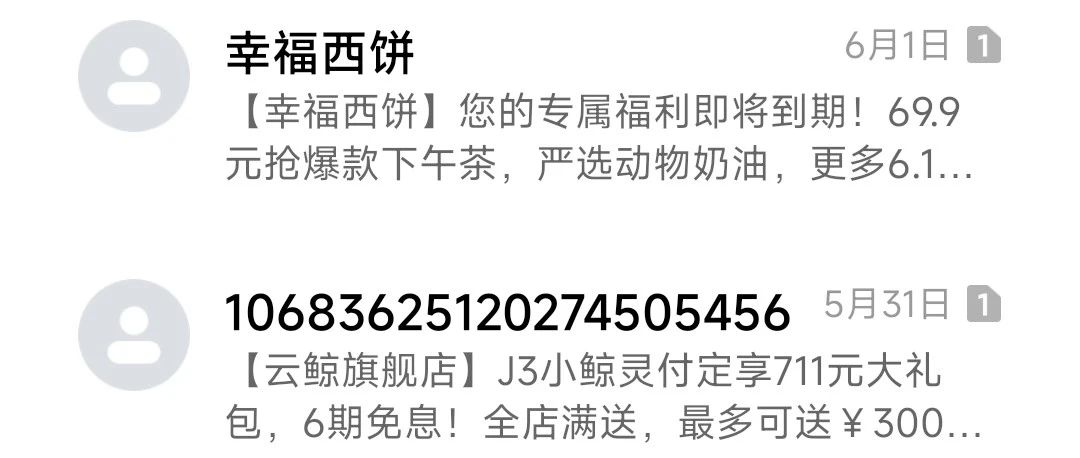 幸福西饼
6月1日 1
【幸福西饼】您的专属福利即将到期！69.9
元抢爆款下午茶，严选动物奶油，更多6.1...
10683625120274505456
5月31日 1
【云鲸旗舰店】J3小鲸灵付定享711元大礼
包，6期免息！全店满送，最多可送￥300...